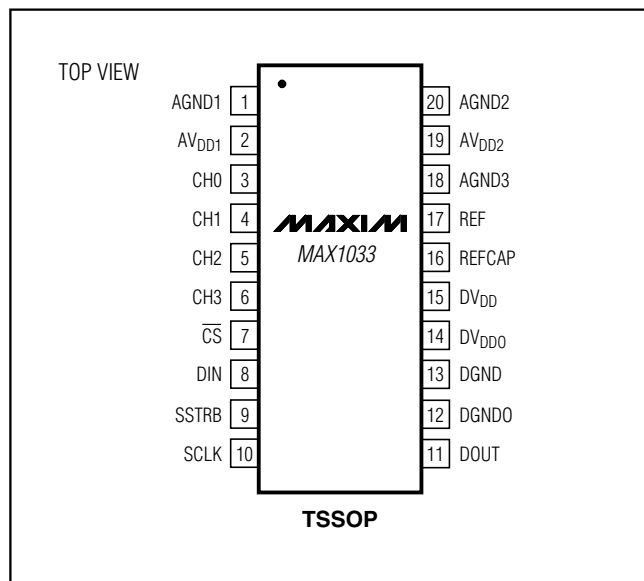 TOP VIEW
AGND1 1
AVDD1 2
CH0 3
CH1 4
CH2 5
CH3 6
C̅S̅ 7
DIN 8
SSTRB 9
SCLK 10
MAXIM
MAX1033
20 AGND2
19 AVDD2
18 AGND3
17 REF
16 REFCAP
15 DVDD
14 DVDDO
13 DGND
12 DGNDO
11 DOUT
TSSOP